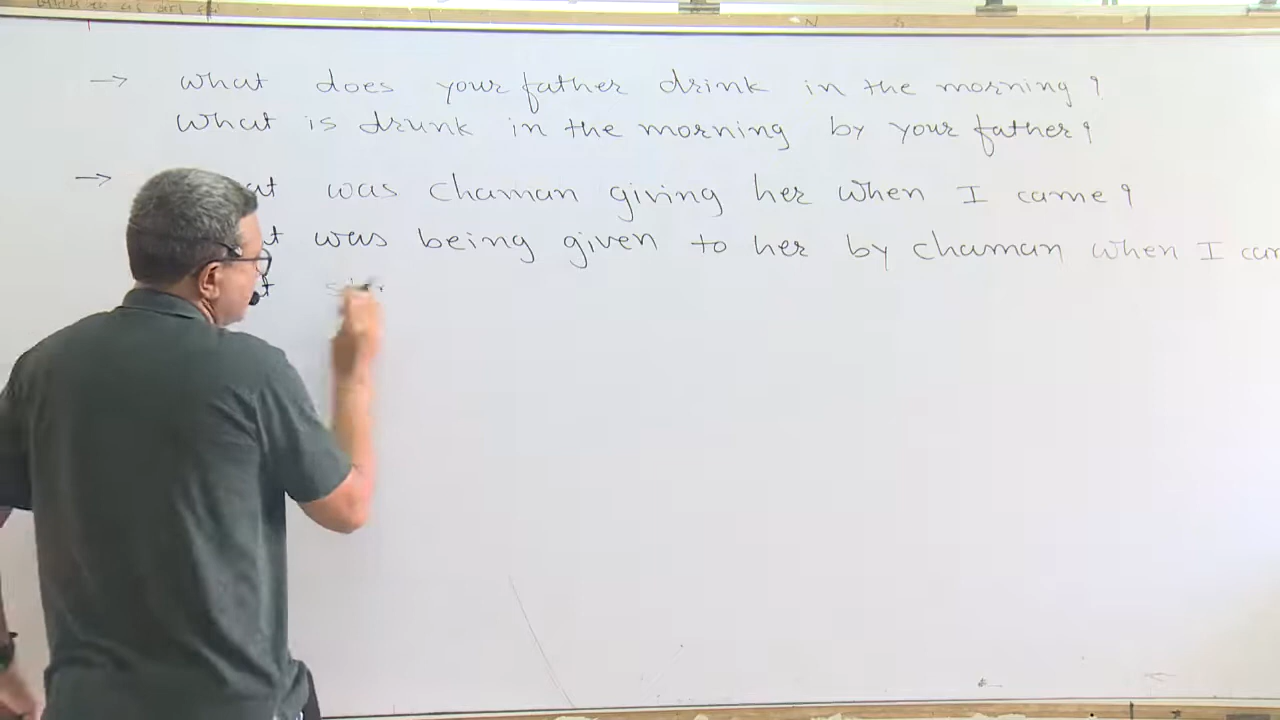 → What does your father drink in the morning?
What is drunk in the morning by your father?
→ was chaman giving her when I came?
was being given to her by chaman when I